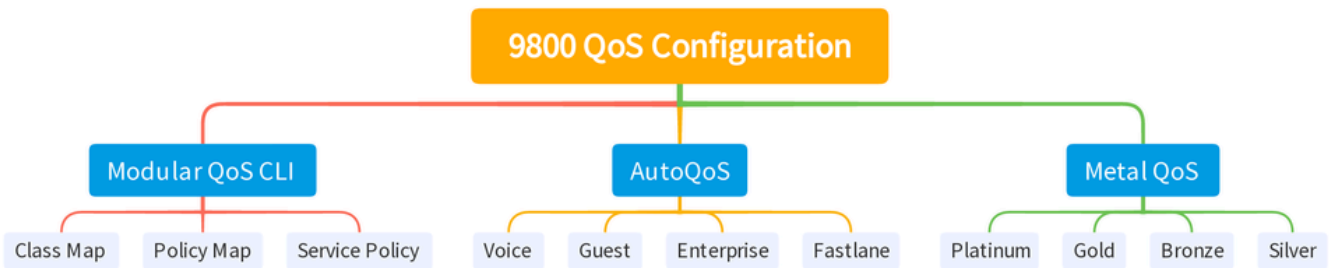 9800 QoS Configuration
Modular QoS CLI
AutoQoS
Metal QoS
Class Map
Policy Map
Service Policy
Voice
Guest
Enterprise
Fastlane
Platinum
Gold
Bronze
Silver